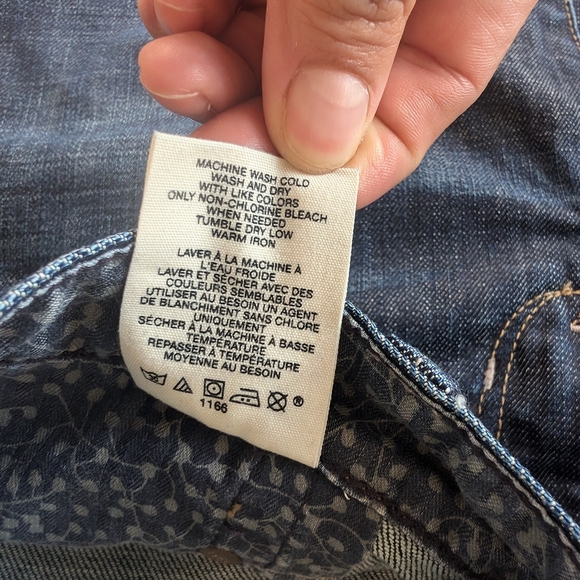 MACHINE WASH COLD
WASH AND DRY
WITH LIKE COLORS
ONLY NON-CHLORINE BLEACH
WHEN NEEDED
TUMBLE DRY LOW
WARM IRON
LAVER À LA MACHINE À
L'EAU FROIDE
LAVER ET SÉCHER AVEC DES
COULEURS SEMBLABLES
UTILISER AU BESOIN UN AGENT
DE BLANCHIMENT SANS CHLORE
UNIQUEMENT
SÉCHER À LA MACHINE À BASSE
TEMPÉRATURE
REPASSER À TEMPÉRATURE
MOYENNE AU BESOIN
®
1166